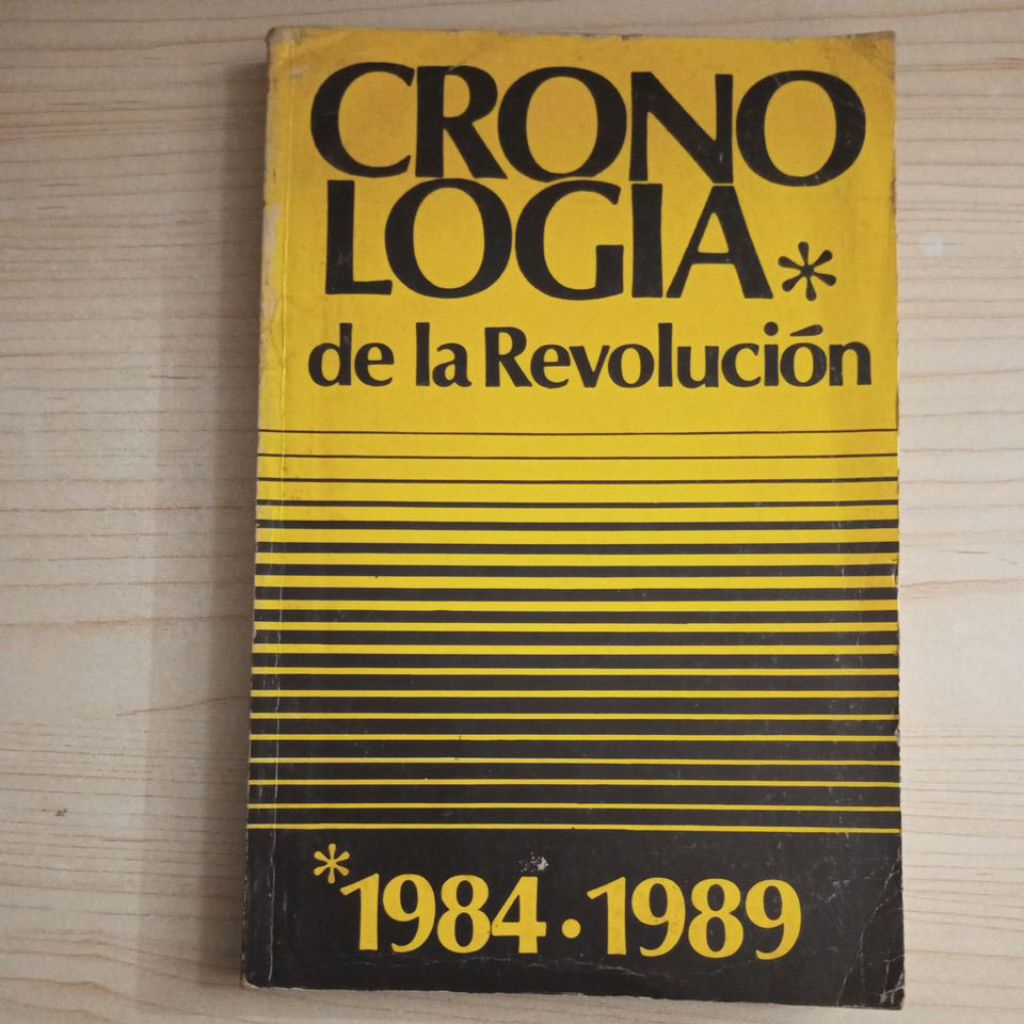 CRONO
LOGIA*
de la Revolución
*1984·1989